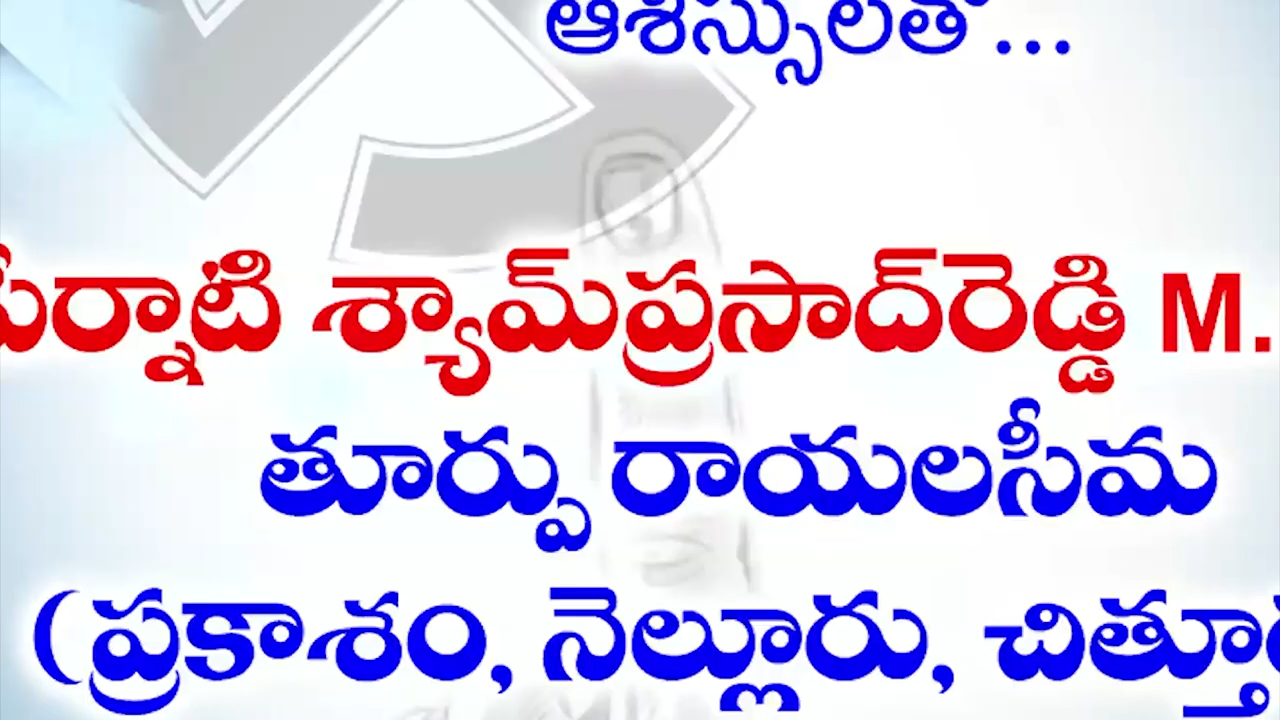 ఆశీస్సులతో...
పేర్నాటి శ్యామ్‌ప్రసాద్‌రెడ్డి M.
తూర్పు రాయలసీమ
(ప్రకాశం, నెల్లూరు, చిత్తూ